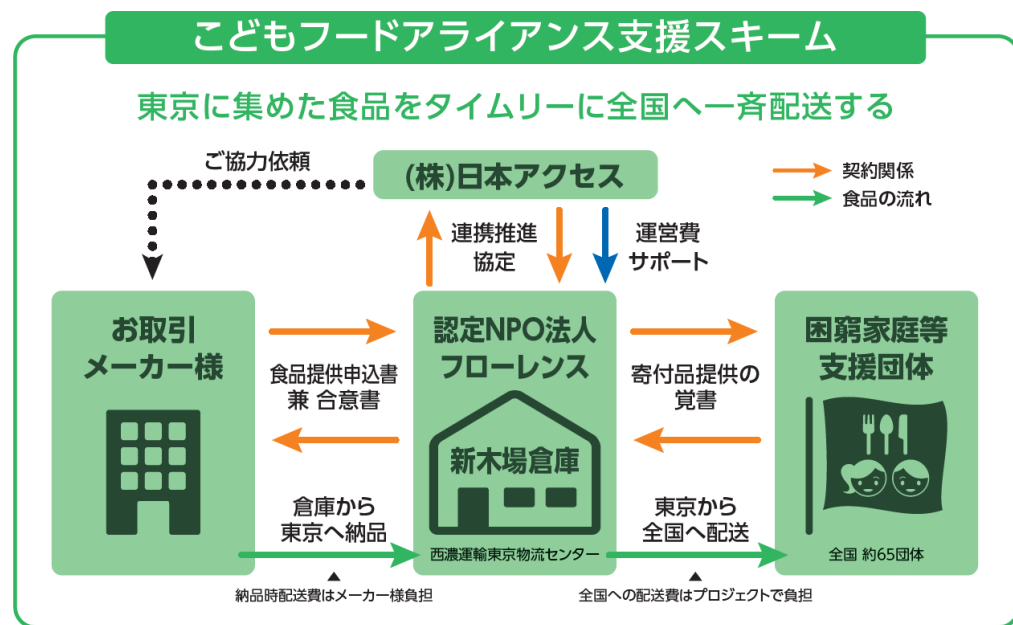 こどもフードアライアンス支援スキーム
東京に集めた食品をタイムリーに全国へ一斉配送する
ご協力依頼
(株)日本アクセス
契約関係
食品の流れ
連携推進
協定
運営費
サポート
お取引
メーカー様
食品提供申込書
兼 合意書
認定NPO法人
フローレンス
寄付品提供の
覚書
困窮家庭等
支援団体
新木場倉庫
倉庫から
東京へ納品
西濃運輸東京物流センター
東京から
全国へ配送
全国 約65団体
▲
納品時配送費はメーカー様負担
▲
全国への配送費はプロジェクトで負担